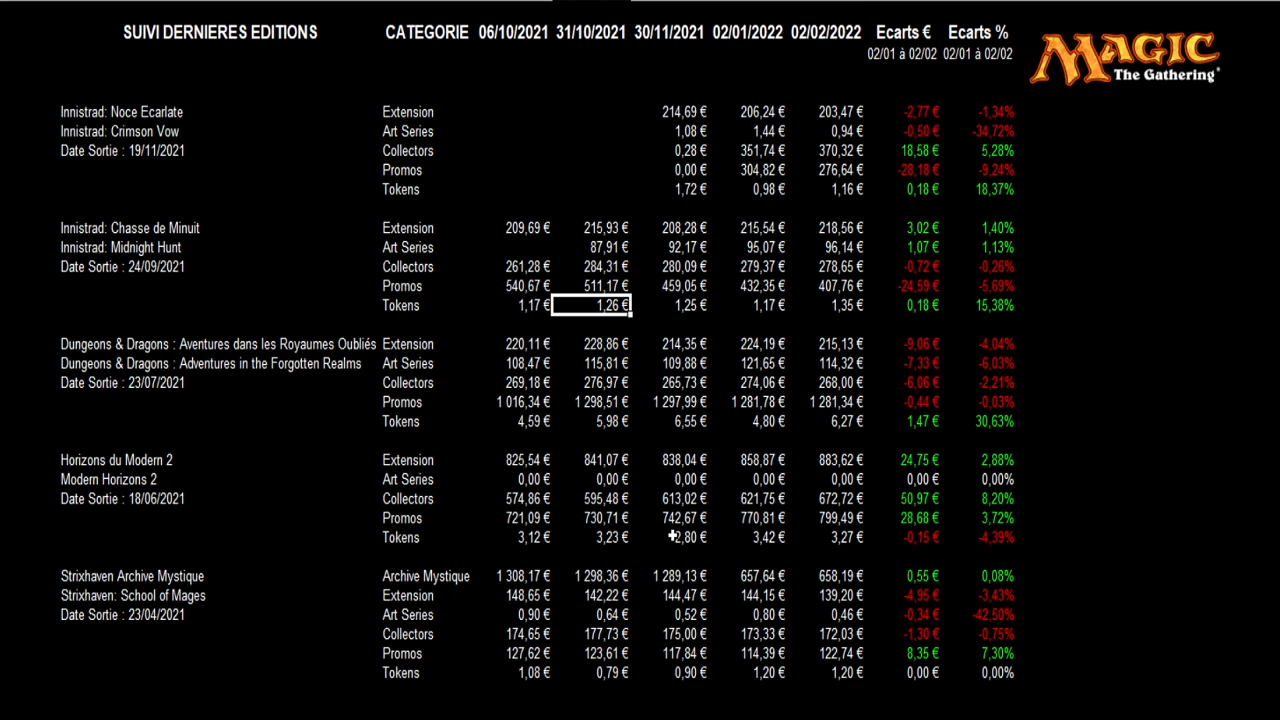 SUIVI DERNIERES EDITIONS CATEGORIE 06/10/2021 31/10/2021 30/11/2021 02/01/2022 02/02/2022 Ecarts € Ecarts %
02/01 à 02/02 02/01 à 02/02
MAGIC
The Gathering®
Innistrad: Noce Ecarlate Extension 214,69 € 206,24 € 203,47 € -2,77 € -1,34%
Innistrad: Crimson Vow Art Series 1,08 € 1,44 € 0,94 € -0,50 € -34,72%
Date Sortie : 19/11/2021 Collectors 0,28 € 351,74 € 370,32 € 18,58 € 5,28%
Promos 0,00 € 304,82 € 276,64 € -28,18 € -9,24%
Tokens 1,72 € 0,98 € 1,16 € 0,18 € 18,37%
Innistrad: Chasse de Minuit Extension 209,69 € 215,93 € 208,28 € 215,54 € 218,56 € 3,02 € 1,40%
Innistrad: Midnight Hunt Art Series 87,91 € 92,17 € 95,07 € 96,14 € 1,07 € 1,13%
Date Sortie : 24/09/2021 Collectors 261,28 € 284,31 € 280,09 € 279,37 € 278,65 € -0,72 € -0,26%
Promos 540,67 € 511,17 € 459,05 € 432,35 € 407,76 € -24,59 € -5,69%
Tokens 1,17 € 1,26 € 1,25 € 1,17 € 1,35 € 0,18 € 15,38%
Dungeons & Dragons : Aventures dans les Royaumes Oubliés Extension 220,11 € 228,86 € 214,35 € 224,19 € 215,13 € -9,06 € -4,04%
Dungeons & Dragons : Adventures in the Forgotten Realms Art Series 108,47 € 115,81 € 109,88 € 121,65 € 114,32 € -7,33 € -6,03%
Date Sortie : 23/07/2021 Collectors 269,18 € 276,97 € 265,73 € 274,06 € 268,00 € -6,06 € -2,21%
Promos 1 016,34 € 1 298,51 € 1 297,99 € 1 281,78 € 1 281,34 € -0,44 € -0,03%
Tokens 4,59 € 5,98 € 6,55 € 4,80 € 6,27 € 1,47 € 30,63%
Horizons du Modern 2 Extension 825,54 € 841,07 € 838,04 € 858,87 € 883,62 € 24,75 € 2,88%
Modern Horizons 2 Art Series 0,00 € 0,00 € 0,00 € 0,00 € 0,00 € 0,00 € 0,00%
Date Sortie : 18/06/2021 Collectors 574,86 € 595,48 € 613,02 € 621,75 € 672,72 € 50,97 € 8,20%
Promos 721,09 € 730,71 € 742,67 € 770,81 € 799,49 € 28,68 € 3,72%
Tokens 3,12 € 3,23 € 2,80 € 3,42 € 3,27 € -0,15 € -4,39%
Strixhaven Archive Mystique Archive Mystique 1 308,17 € 1 298,36 € 1 289,13 € 657,64 € 658,19 € 0,55 € 0,08%
Strixhaven: School of Mages Extension 148,65 € 142,22 € 144,47 € 144,15 € 139,20 € -4,95 € -3,43%
Date Sortie : 23/04/2021 Art Series 0,90 € 0,64 € 0,52 € 0,80 € 0,46 € -0,34 € -42,50%
Collectors 174,65 € 177,73 € 175,00 € 173,33 € 172,03 € -1,30 € -0,75%
Promos 127,62 € 123,61 € 117,84 € 114,39 € 122,74 € 8,35 € 7,30%
Tokens 1,08 € 0,79 € 0,90 € 1,20 € 1,20 € 0,00 € 0,00%